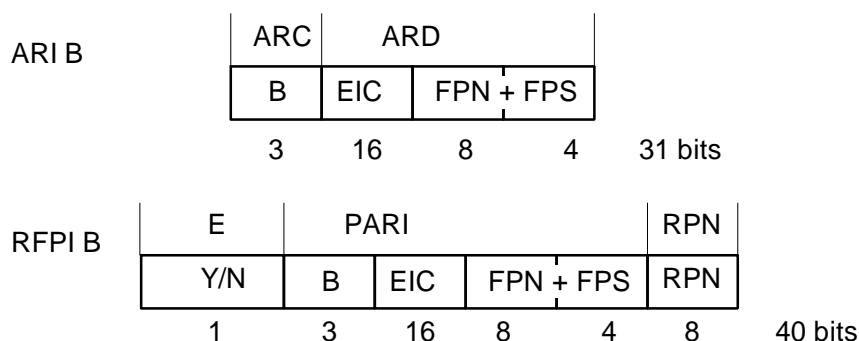 ARC ARD
ARI B
B EIC FPN + FPS
3 16 8 4 31 bits
E PARI RPN
RFPI B
Y/N B EIC FPN + FPS RPN
1 3 16 8 4 8 40 bits